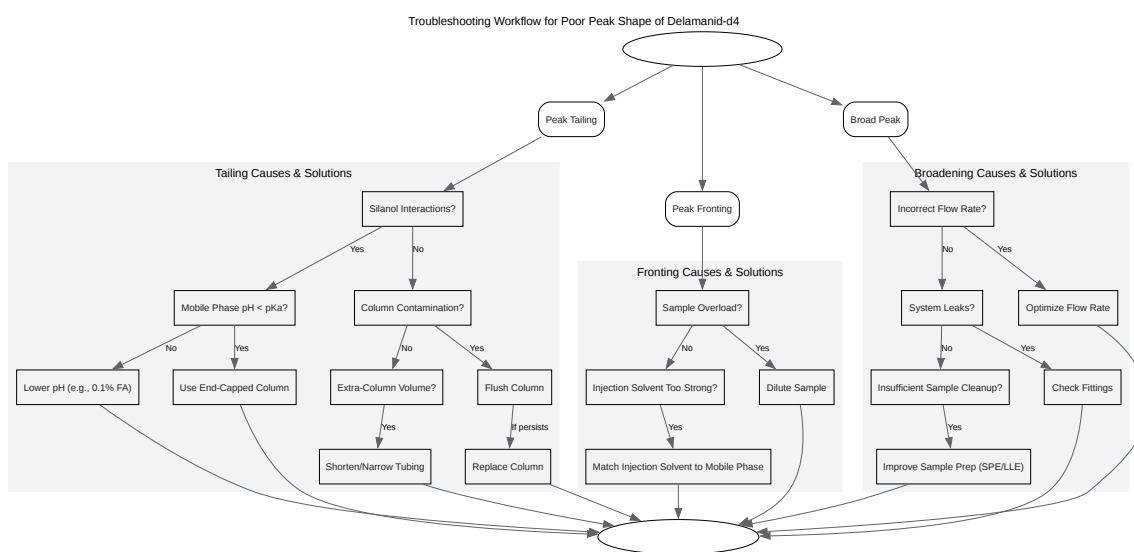 Troubleshooting Workflow for Poor Peak Shape of Delamanid-d4
Peak Tailing
Broad Peak
Tailing Causes & Solutions
Broadening Causes & Solutions
Silanol Interactions?
Peak Fronting
Incorrect Flow Rate?
Yes
No
No
Yes
Fronting Causes & Solutions
Mobile Phase pH < pKa?
Column Contamination?
Sample Overload?
System Leaks?
Optimize Flow Rate
No
Yes
No
Yes
No
Yes
No
Yes
Lower pH (e.g., 0.1% FA)
Use End-Capped Column
Extra-Column Volume?
Flush Column
Injection Solvent Too Strong?
Dilute Sample
Insufficient Sample Cleanup?
Check Fittings
Yes
If persists
Yes
Yes
Shorten/Narrow Tubing
Replace Column
Match Injection Solvent to Mobile Phase
Improve Sample Prep (SPE/LLE)